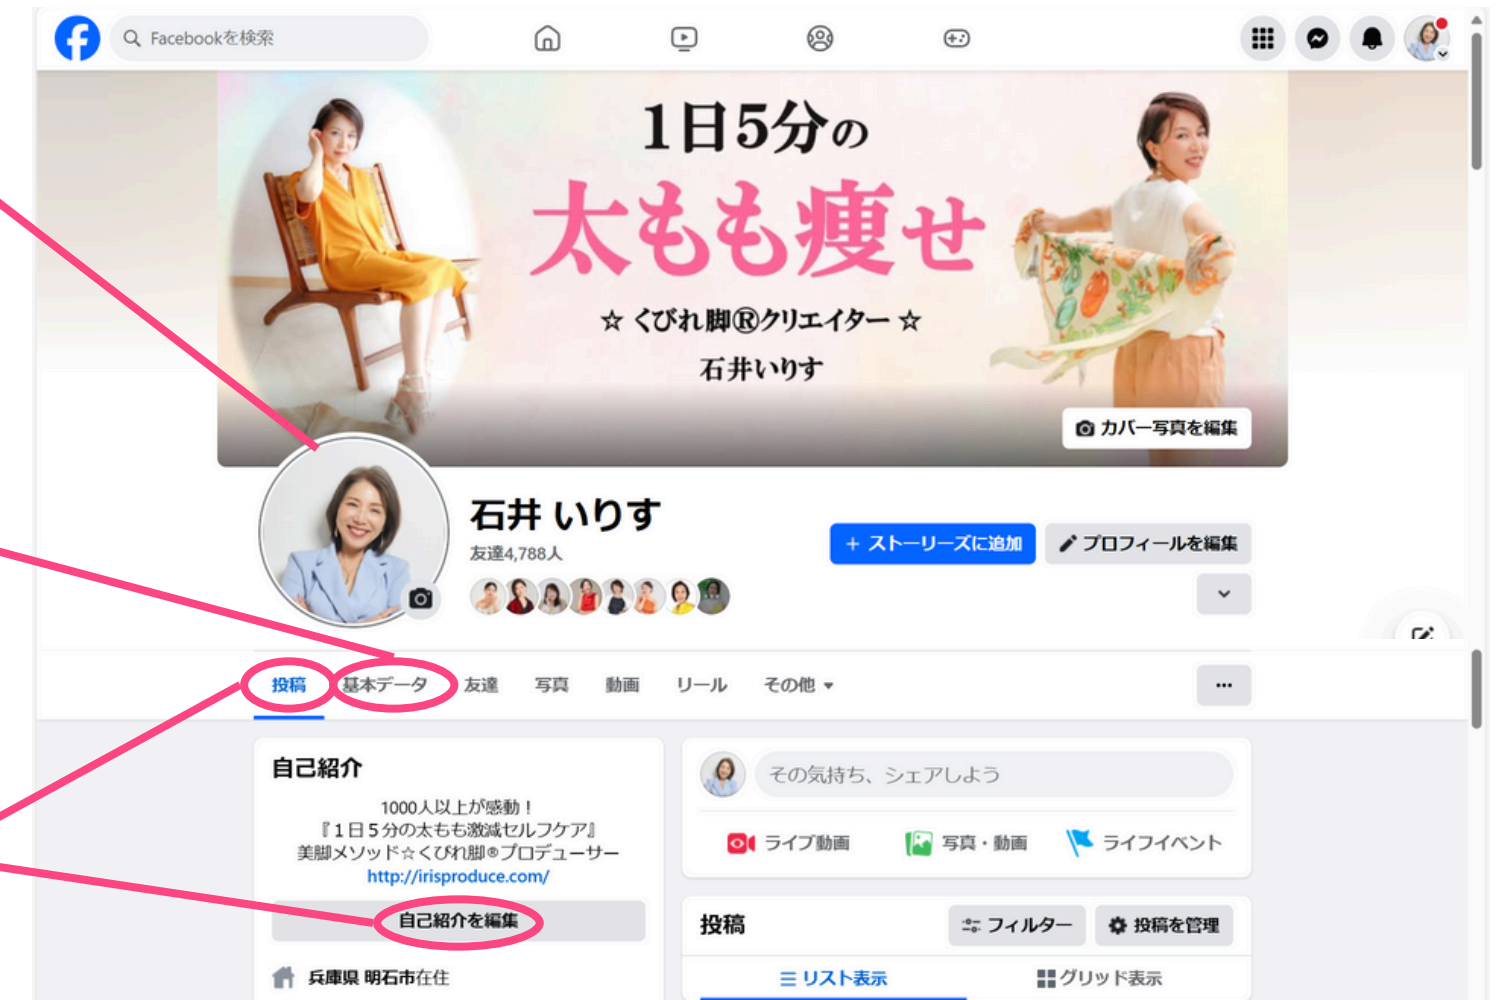 Facebookを検索
1日5分の
太もも痩せ
☆ くびれ脚®クリエイター ☆
石井いりす
カバー写真を編集
石井 いりす
友達4,788人
+ ストーリーズに追加
プロフィールを編集
投稿 基本データ 友達 写真 動画 リール その他
自己紹介
1000人以上が感動！
『１日５分の太もも激減セルフケア』
美脚メソッド☆くびれ脚®プロデューサー
http://irisproduce.com/
自己紹介を編集
兵庫県 明石市在住
その気持ち、シェアしよう
ライブ動画 写真・動画 ライフイベント
投稿 フィルター 投稿を管理
リスト表示 グリッド表示